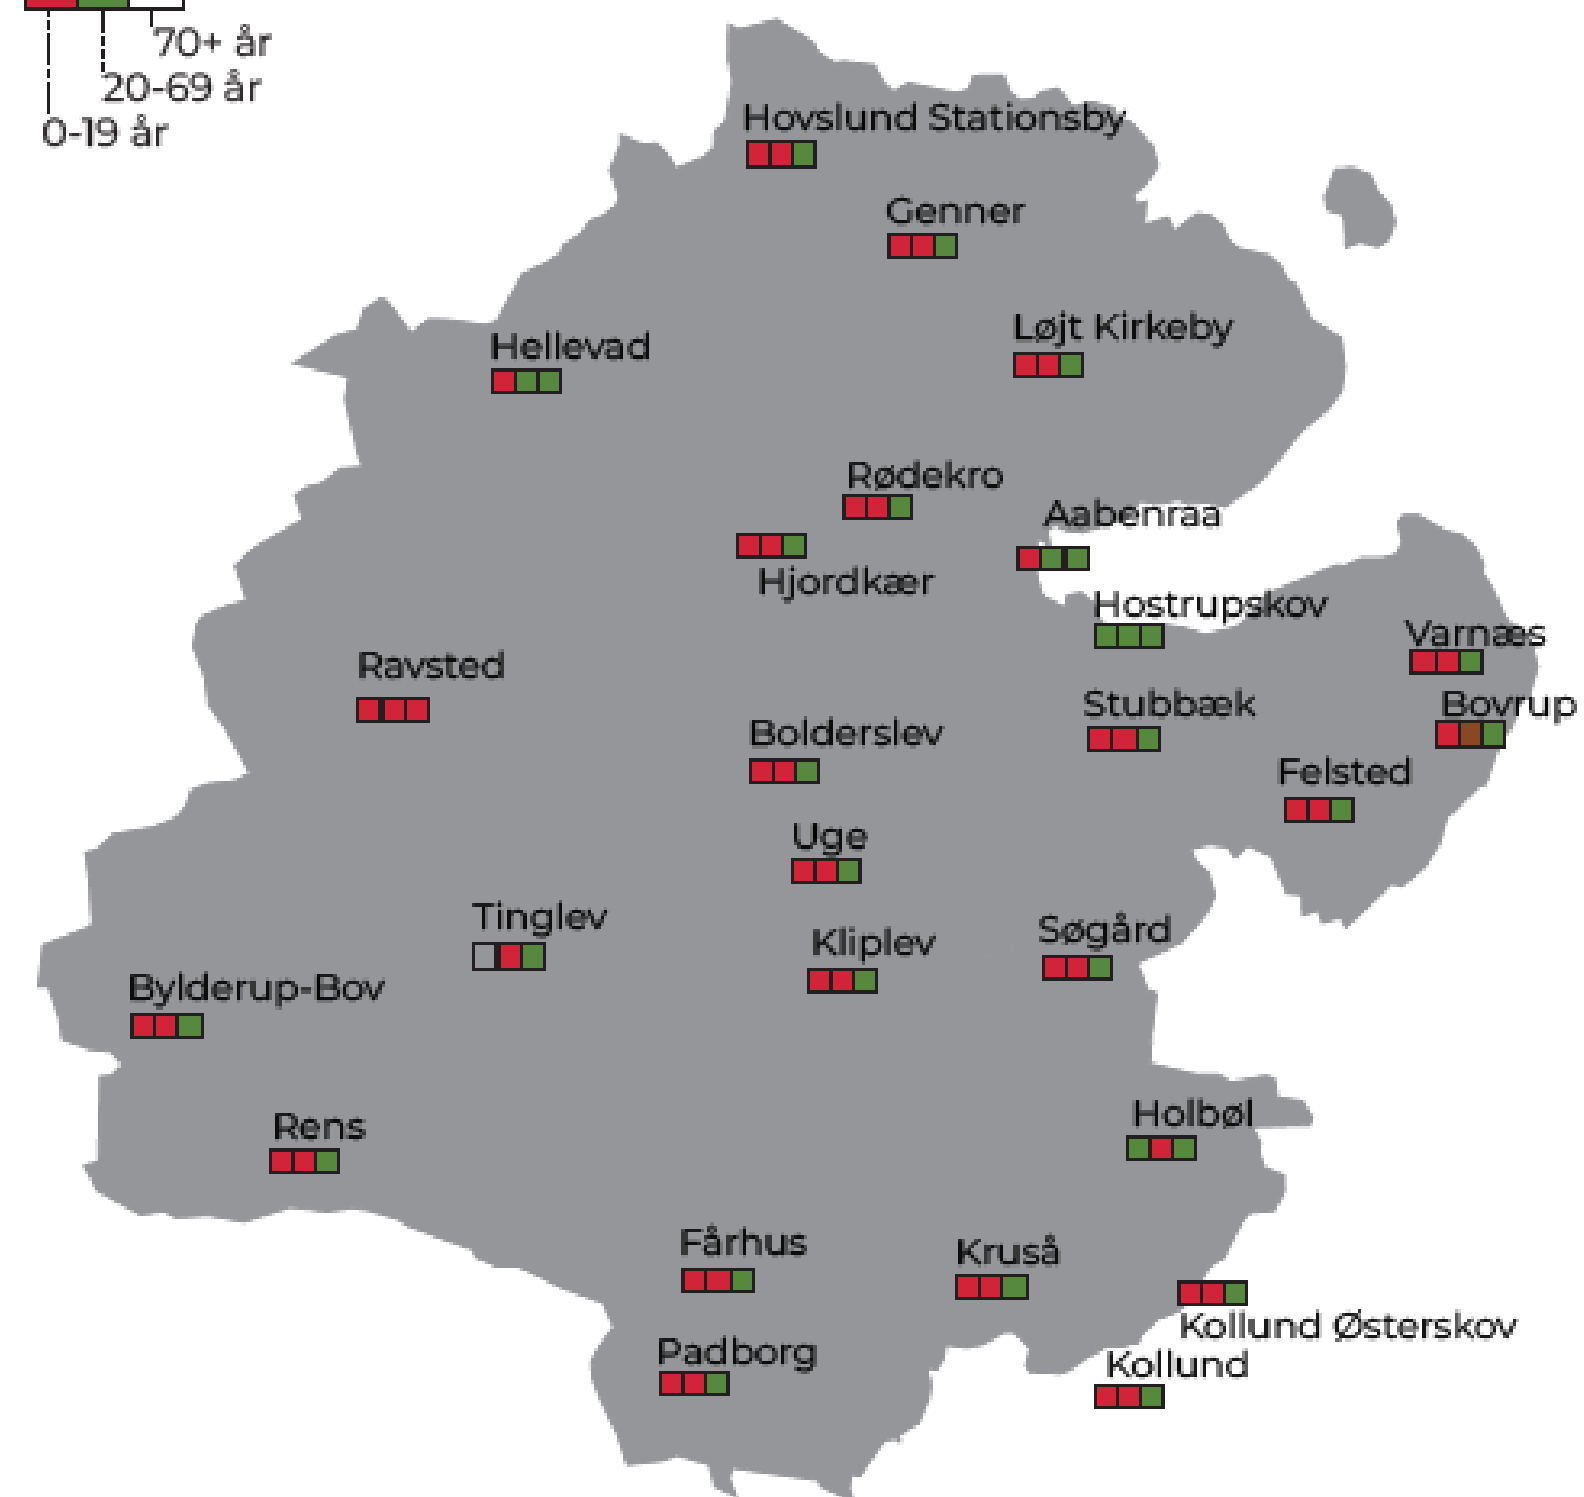 70+ år
20-69 år
0-19 år
Hovslund Stationsby
Genner
Løjt Kirkeby
Hellevad
Rødekro
Aabenraa
Hjordkær
Hostrupskov
Varnæs
Ravsted
Stubbæk
Bovrup
Bolderslev
Felsted
Uge
Tinglev
Kliplev
Søgård
Bylderup-Bov
Holbøl
Rens
Fårhus
Kruså
Kollund Østerskov
Padborg
Kollund